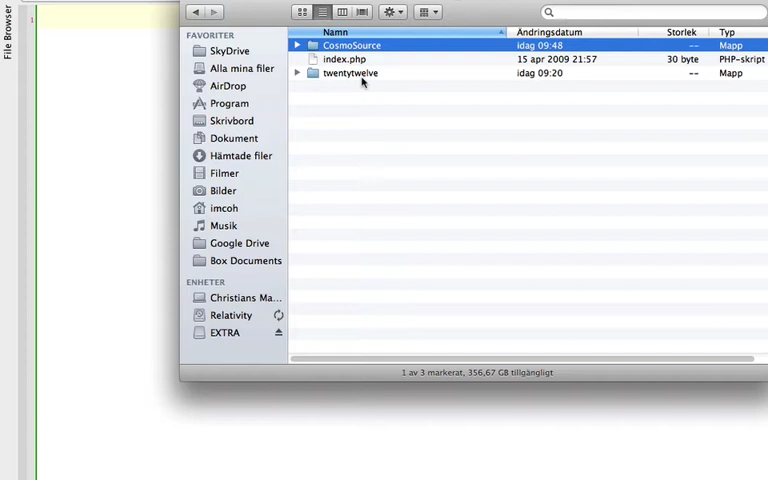 File Browser
1
Namn Ändringsdatum Storlek Typ
CosmoSource idag 09:48 -- Mapp
index.php 15 apr 2009 21:57 30 byte PHP-skript
twentytwelve idag 09:20 -- Mapp
FAVORITER
SkyDrive
Alla mina filer
AirDrop
Program
Skrivbord
Dokument
Hämtade filer
Filmer
Bilder
imcoh
Musik
Google Drive
Box Documents
ENHETER
Christians Ma...
Relativity
EXTRA
1 av 3 markerat, 356,67 GB tillgängligt